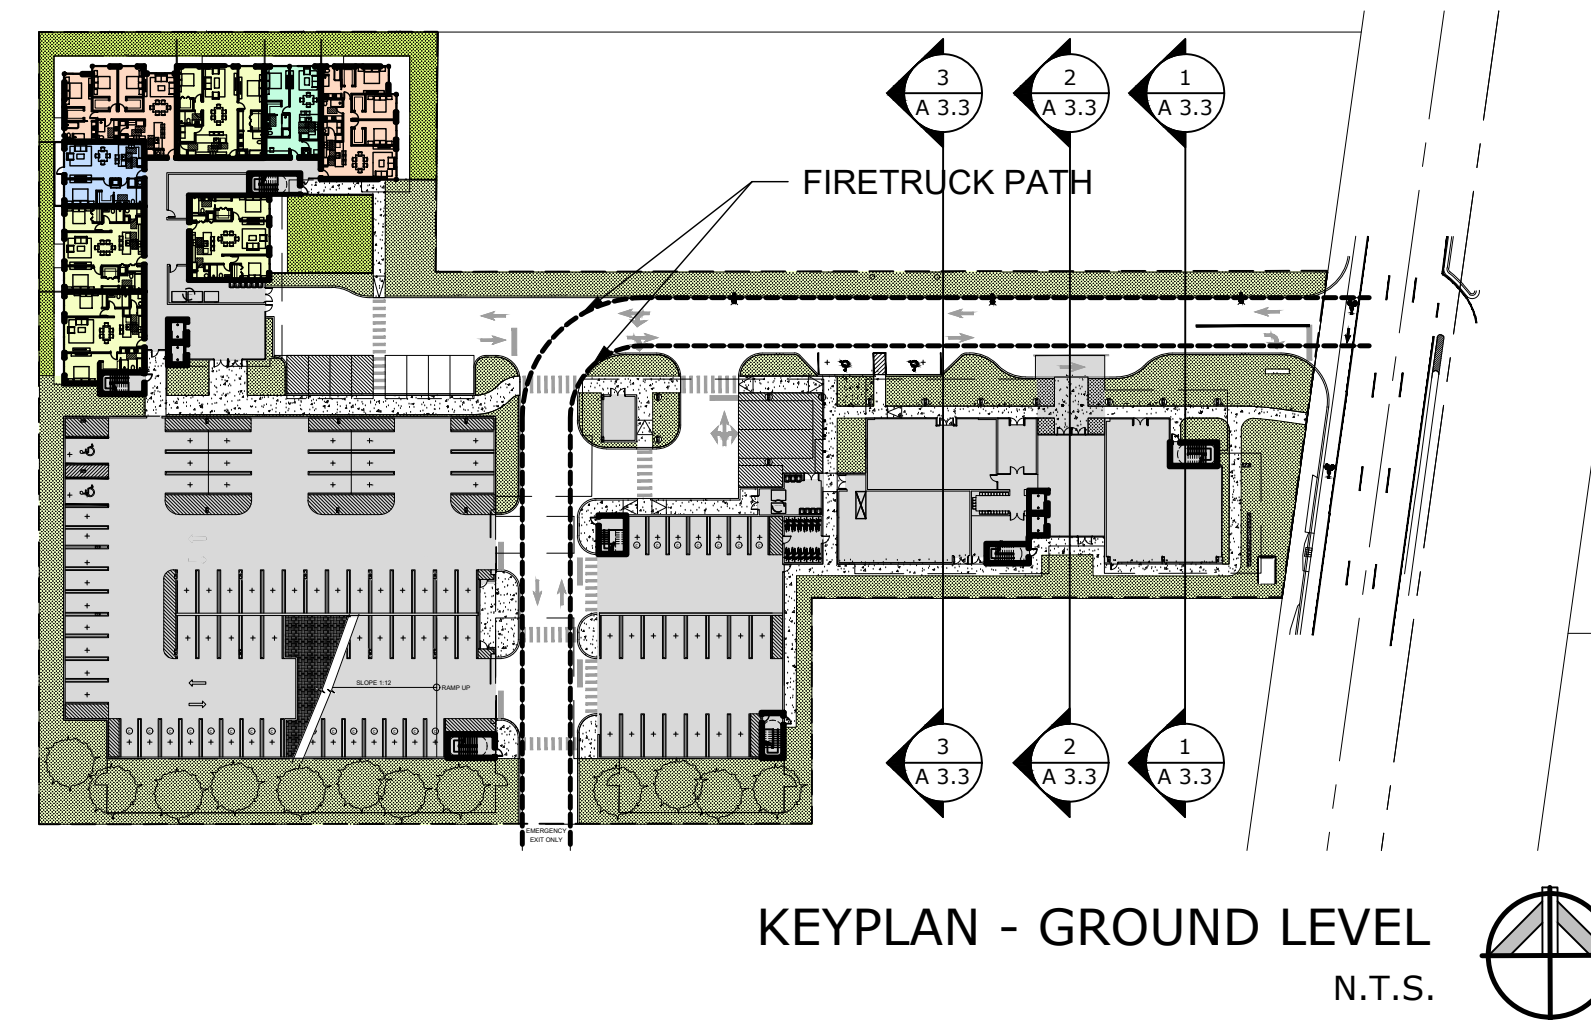 3
A 3.3
2
A 3.3
1
A 3.3
FIRETRUCK PATH
SLOPE 1:12
RAMP UP
3
A 3.3
2
A 3.3
1
A 3.3
EMERGENCY
EXIT ONLY
KEYPLAN - GROUND LEVEL
N.T.S.